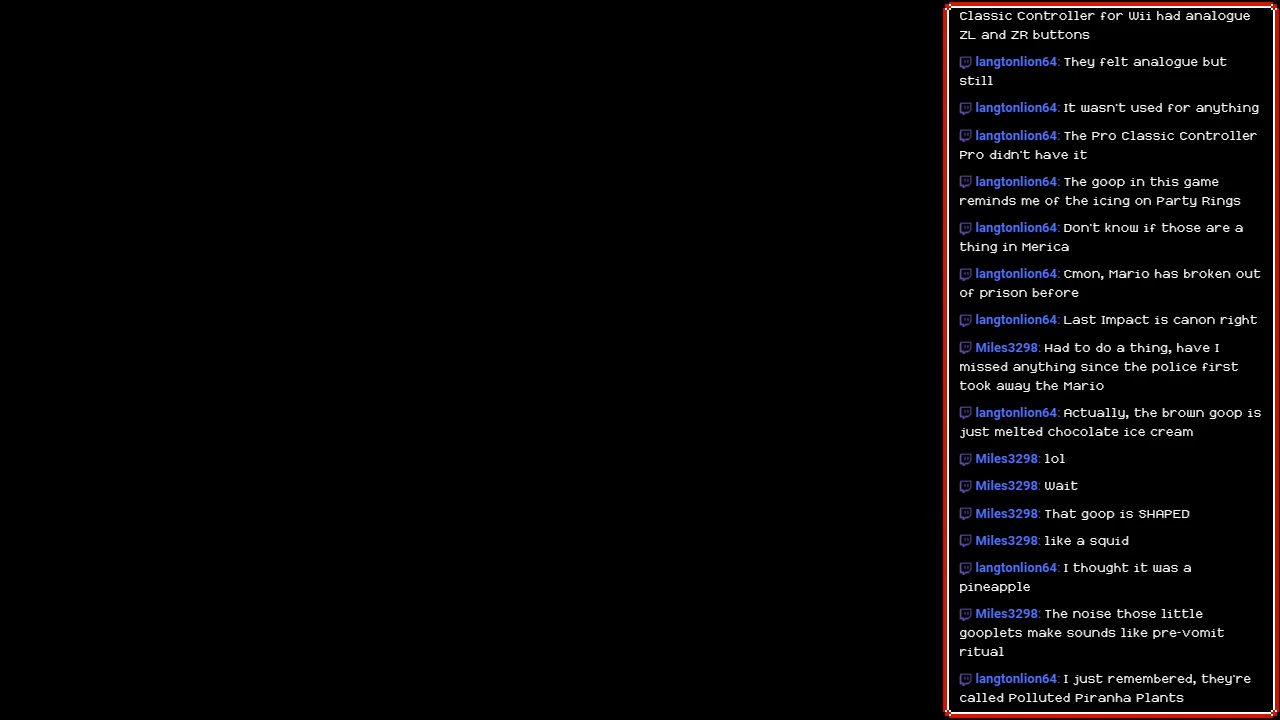 Classic Controller for Wii had analogue
ZL and ZR buttons
langtonlion64: They felt analogue but
still
langtonlion64: It wasn't used for anything
langtonlion64: The Pro Classic Controller
Pro didn't have it
langtonlion64: The goop in this game
reminds me of the icing on Party Rings
langtonlion64: Don't know if those are a
thing in Merica
langtonlion64: Cmon, Mario has broken out
of prison before
langtonlion64: Last Impact is canon right
Miles3298: Had to do a thing, have I
missed anything since the police first
took away the Mario
langtonlion64: Actually, the brown goop is
just melted chocolate ice cream
Miles3298: lol
Miles3298: Wait
Miles3298: That goop is SHAPED
Miles3298: like a squid
langtonlion64: I thought it was a
pineapple
Miles3298: The noise those little
gooplets make sounds like pre-vomit
ritual
langtonlion64: I just remembered, they're
called Polluted Piranha Plants